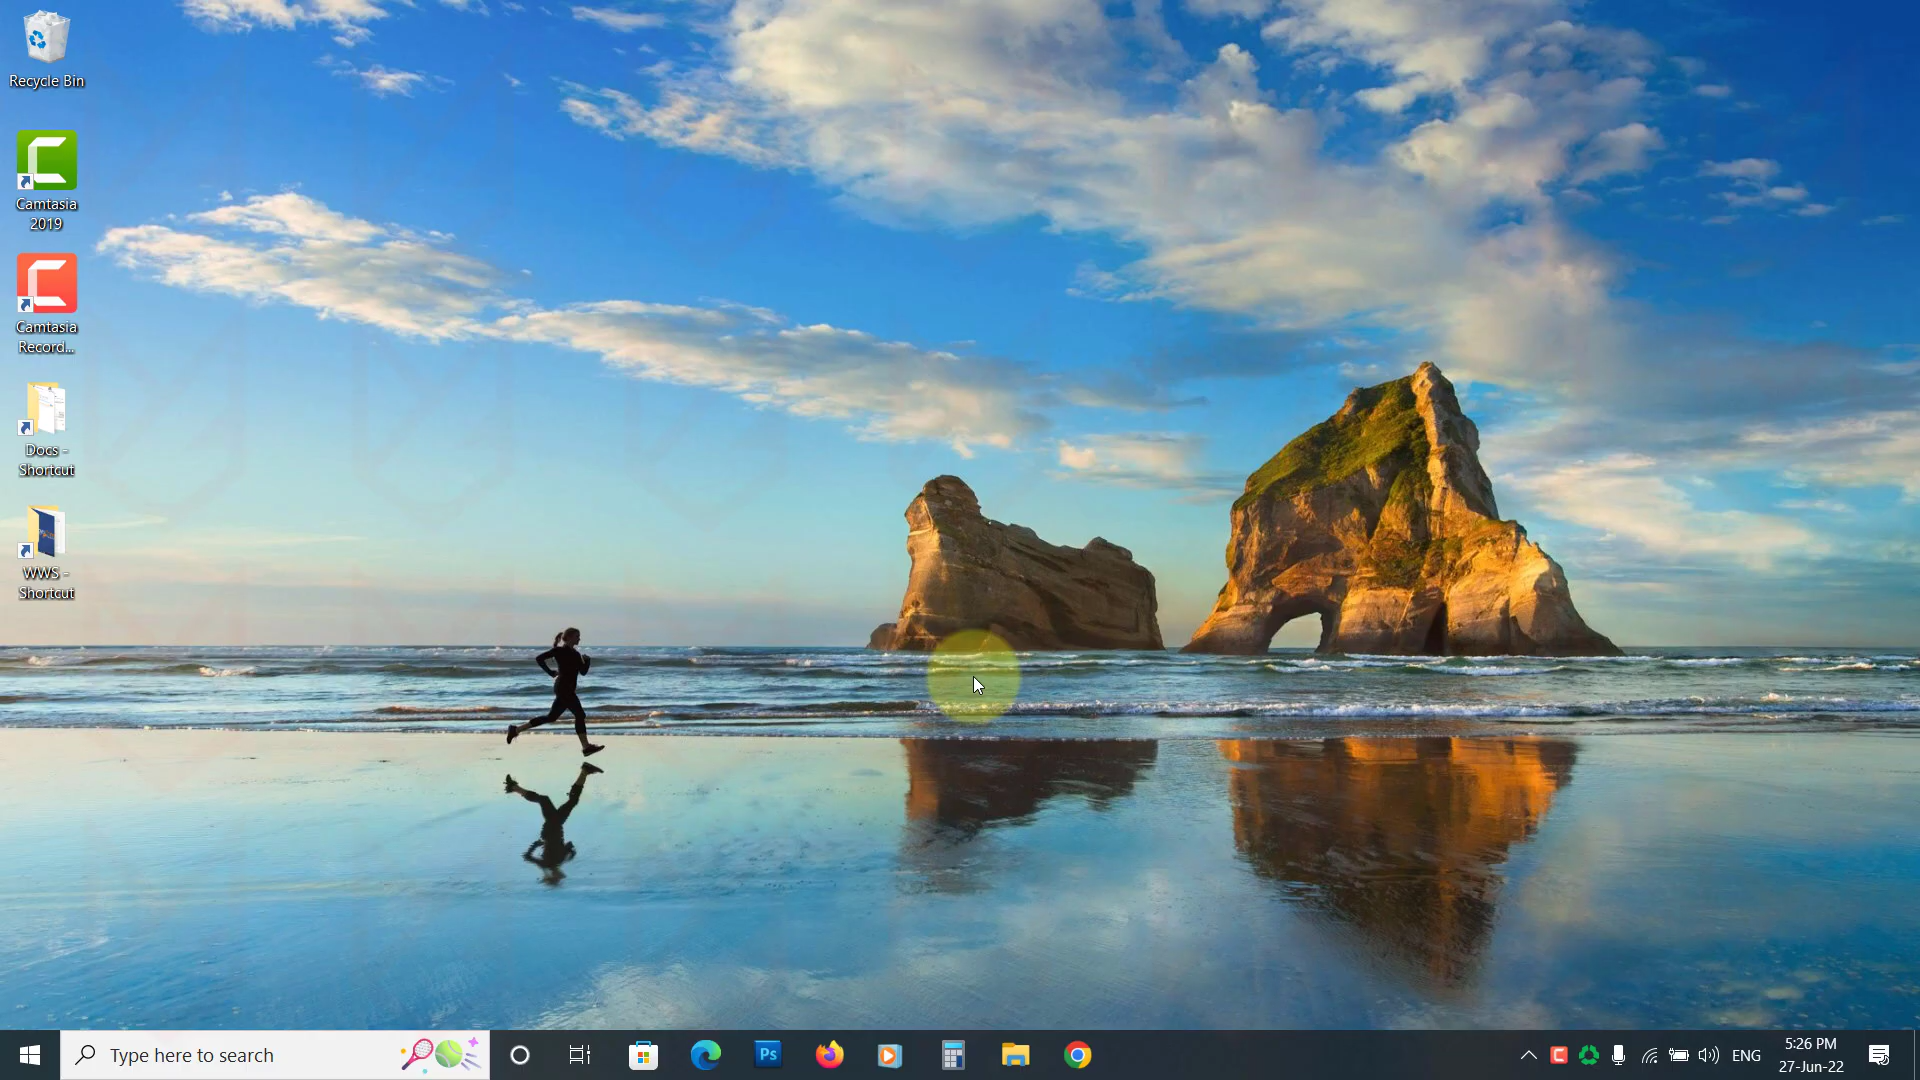 Recycle Bin
Camtasia
2019
Camtasia
Record...
Docs -
Shortcut
WWS -
Shortcut
Type here to search
Ps
ENG
5:26 PM
27-Jun-22